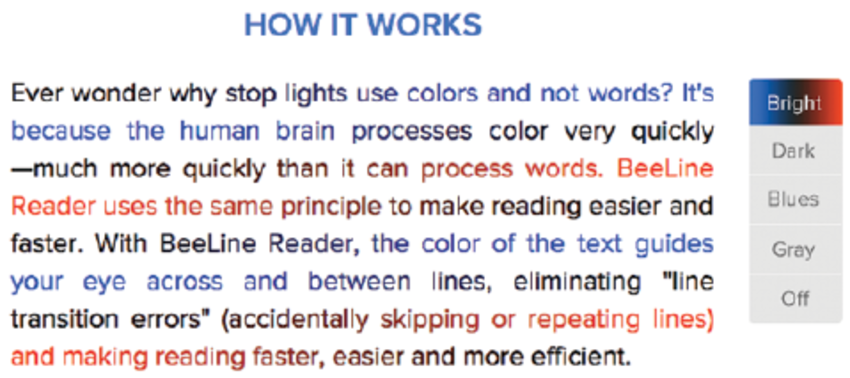 HOW IT WORKS
Ever wonder why stop lights use colors and not words? It's
because the human brain processes color very quickly
—much more quickly than it can process words. BeeLine
Reader uses the same principle to make reading easier and
faster. With BeeLine Reader, the color of the text guides
your eye across and between lines, eliminating "line
transition errors" (accidentally skipping or repeating lines)
and making reading faster, easier and more efficient.
Bright
Dark
Blues
Gray
Off